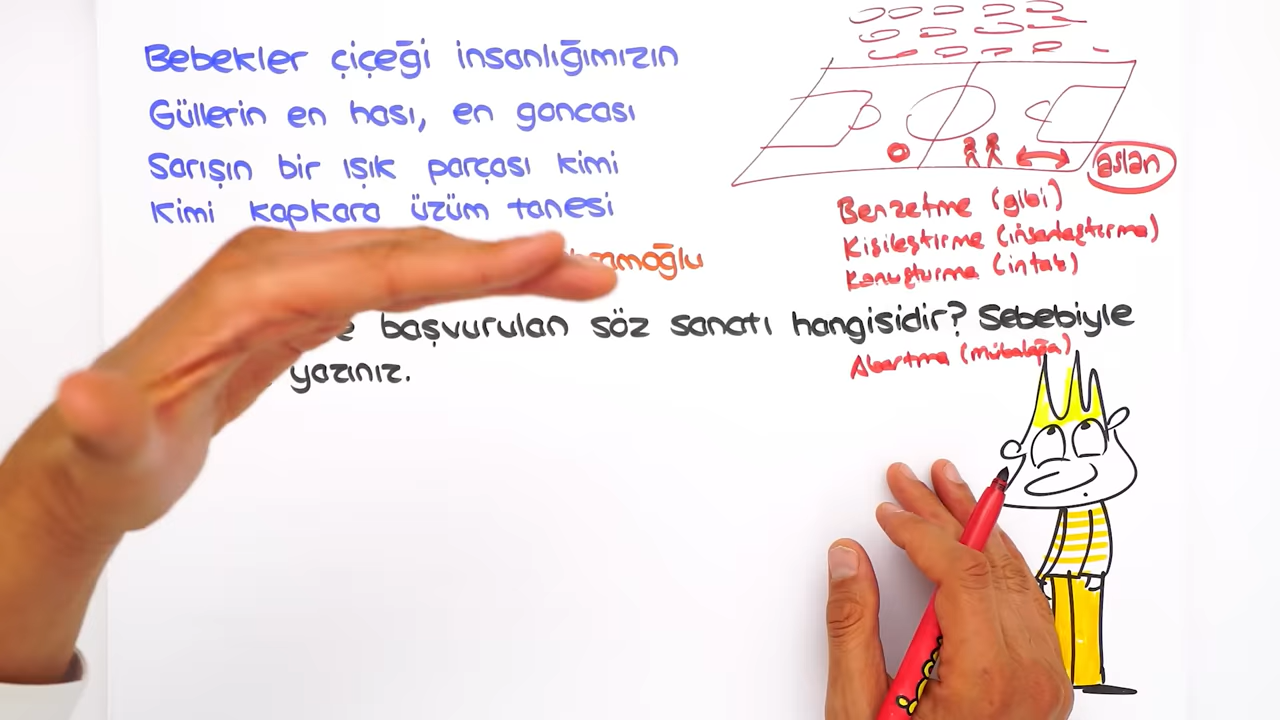 Bebekler çiçeği insanlığımızın
Güllerin en hası, en goncası
Sarışın bir ışık parçası kimi
Kimi kapkara üzüm tanesi
başvurulan söz sanatı hangisidir? Sebebiyle
yazınız.
aslan
Benzetme (gibi)
Kişileştirme (insanlaştırma)
Konuşturma (intak)
Abartma (mübalağa)